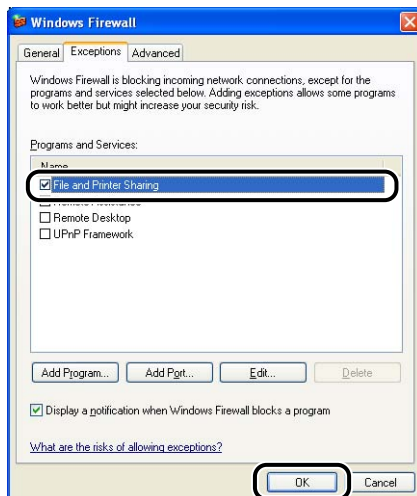 Windows Firewall
General Exceptions Advanced
Windows Firewall is blocking incoming network connections, except for the
programs and services selected below. Adding exceptions allows some programs
to work better but might increase your security risk.
Programs and Services:
Name
File and Printer Sharing
Remote Assistance
Remote Desktop
UPnP Framework
Add Program... Add Port... Edit... Delete
Display a notification when Windows Firewall blocks a program
What are the risks of allowing exceptions?
OK Cancel